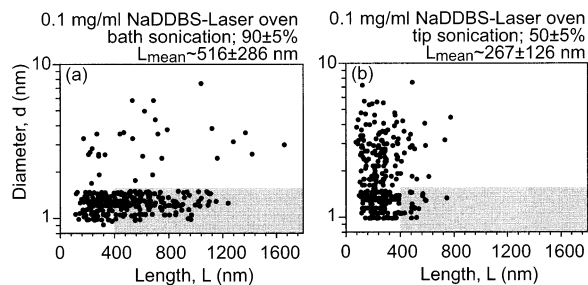 0.1 mg/ml NaDDBS-Laser oven
bath sonication; 90±5%
Lmean~516±286 nm
0.1 mg/ml NaDDBS-Laser oven
tip sonication; 50±5%
Lmean~267±126 nm
10
(a)
Diameter, d (nm)
1
0 400 800 1200 1600
Length, L (nm)
10
(b)
1
0 400 800 1200 1600
Length, L (nm)